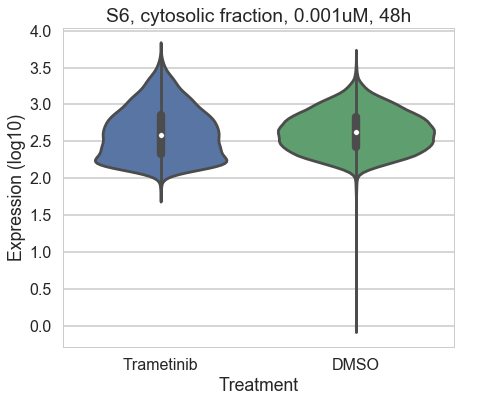 S6, cytosolic fraction, 0.001uM, 48h
Expression (log10)
4.0
3.5
3.0
2.5
2.0
1.5
1.0
0.5
0.0
Trametinib DMSO
Treatment